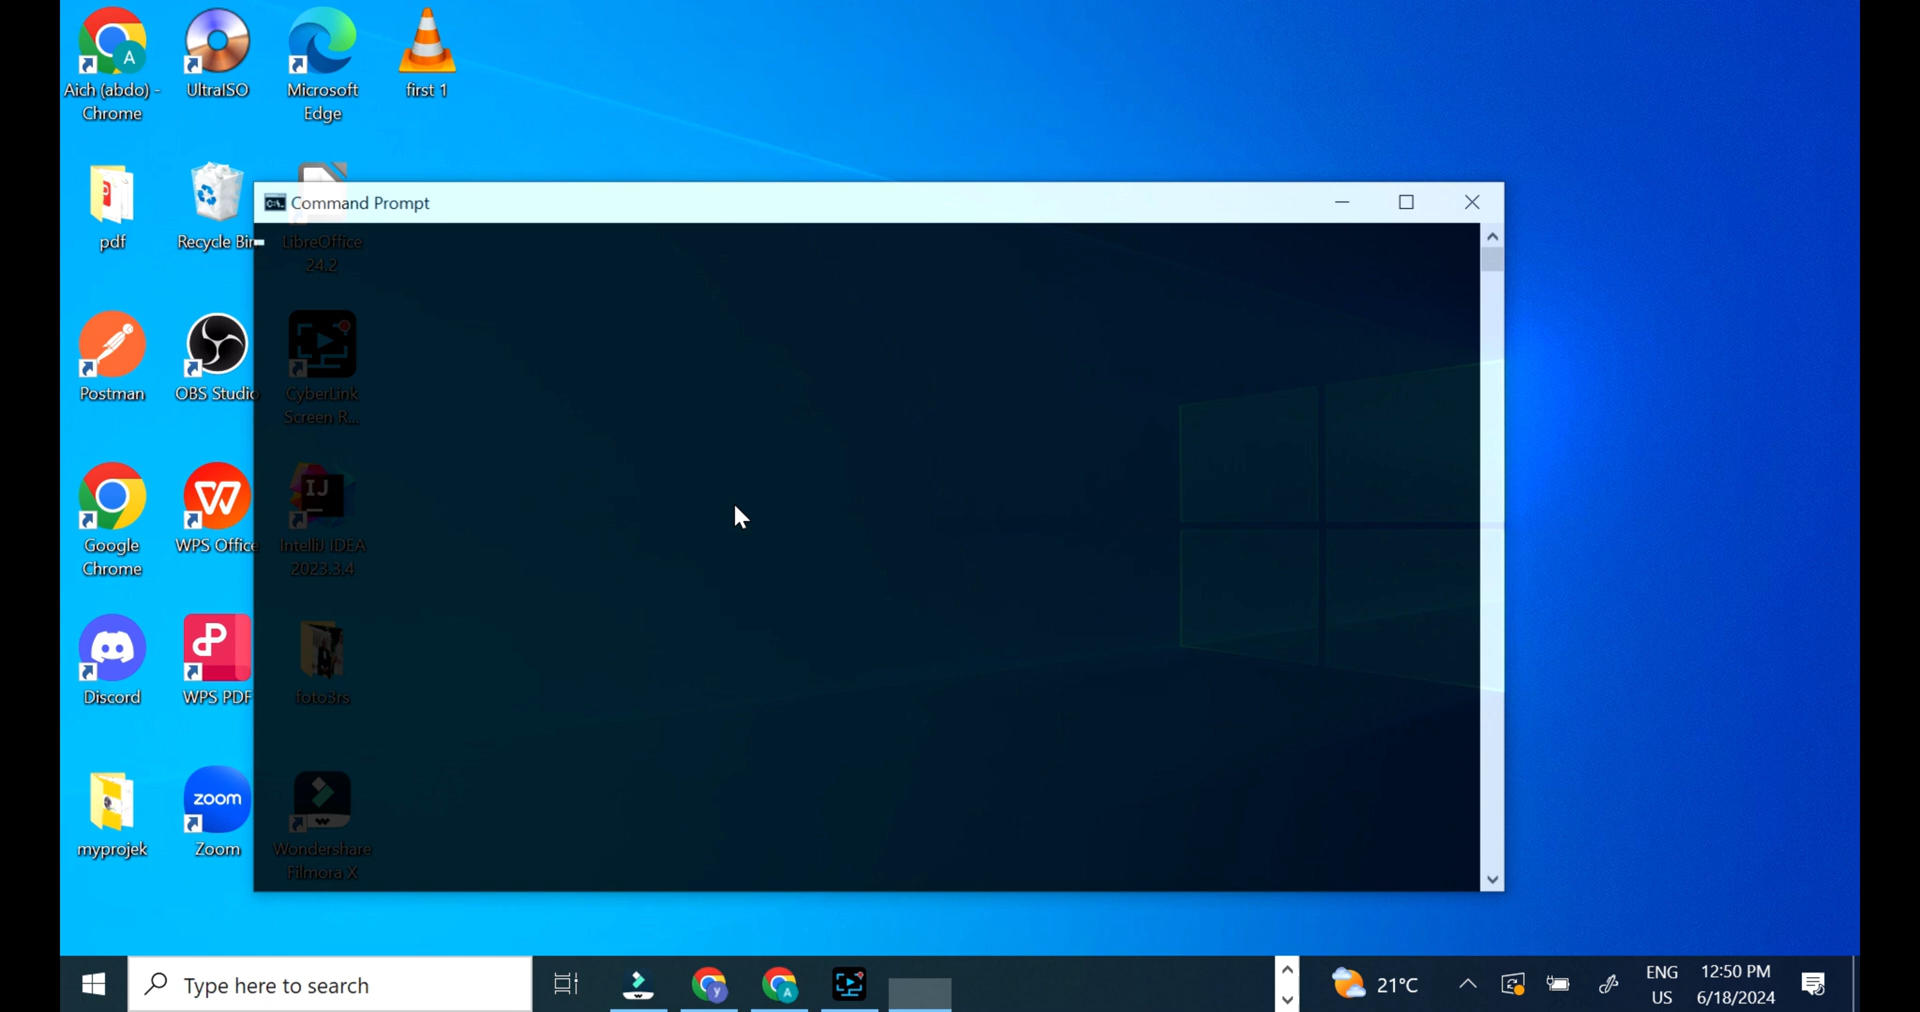 Aich (abdo) -
Chrome
UltraISO
Microsoft
Edge
first 1
pdf
Recycle Bin
LibreOffice
24.2
Command Prompt
Postman
OBS Studio
CyberLink
Screen R...
Google
Chrome
WPS Office
IJ
IntelliJ IDEA
2023.3.4
Discord
WPS PDF
foto3rs
myprojek
zoom
Zoom
Wondershare
Filmora X
Type here to search
21°C
ENG
US
12:50 PM
6/18/2024